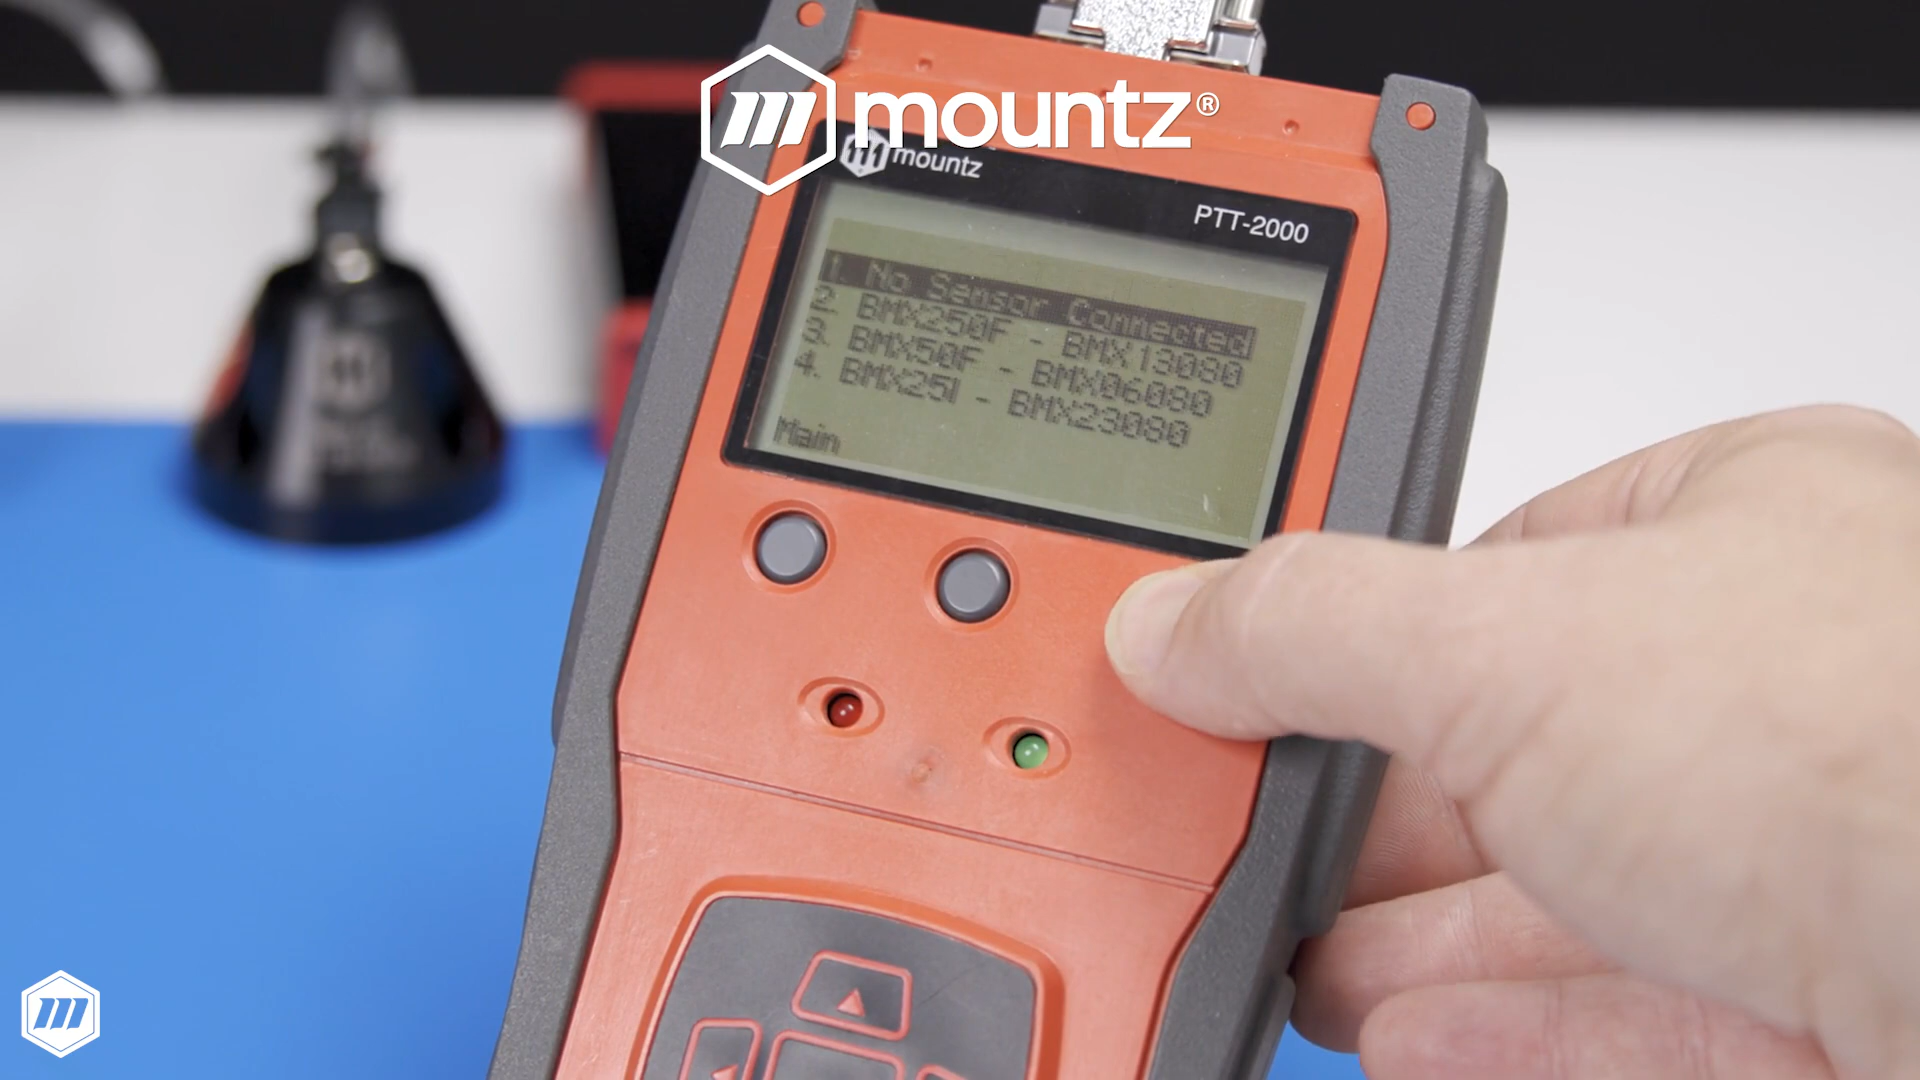 mountz®
mountz
PTT-2000
1. No Sensor Connected
2. BMX250F - BMX13080
3. BMX50F - BMX06080
4. BMX25I - BMX23080
Main